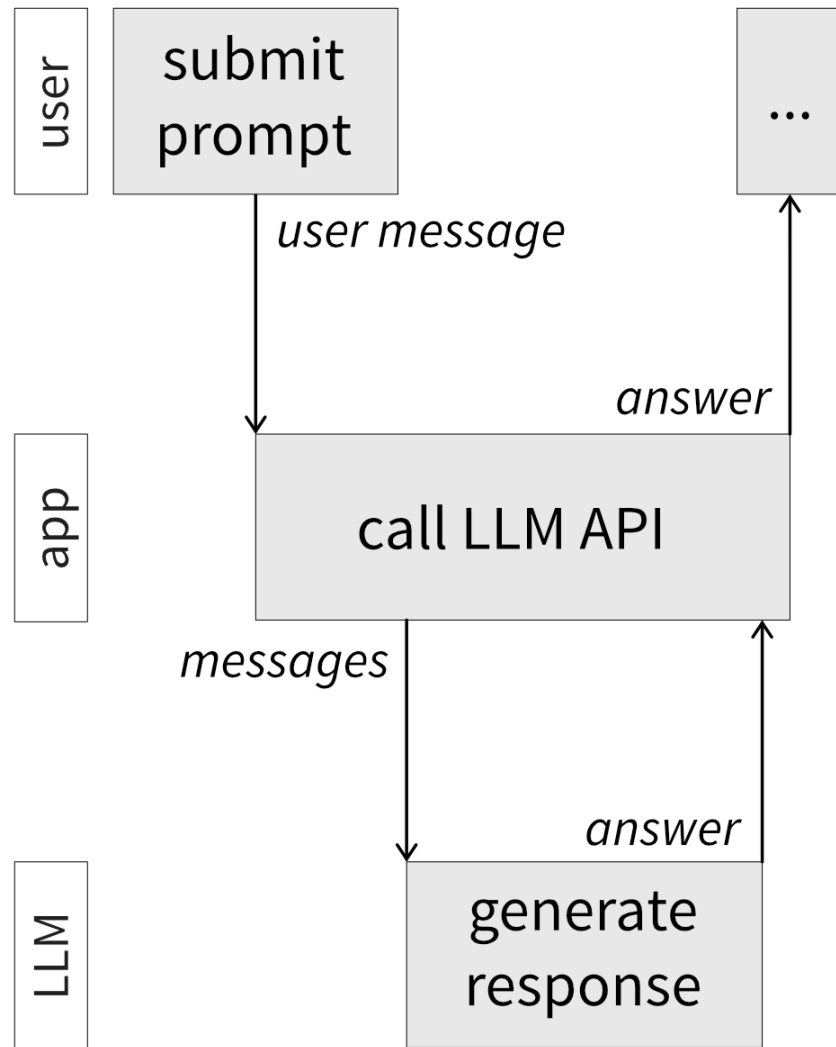 user
submit
prompt
...
user message
answer
app
call LLM API
messages
answer
LLM
generate
response